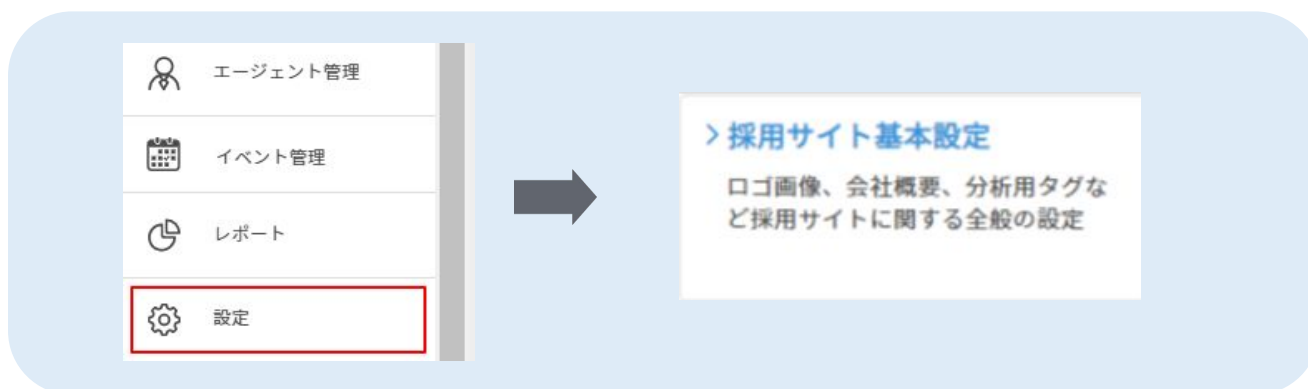 エージェント管理
イベント管理
レポート
設定
>採用サイト基本設定
ロゴ画像、会社概要、分析用タグな
ど採用サイトに関する全般の設定